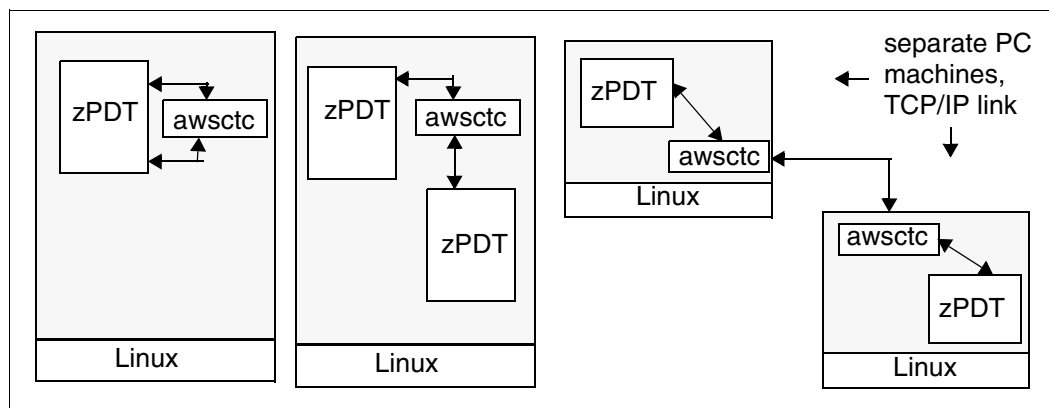 zPDT
awsctc
Linux
zPDT
awsctc
zPDT
Linux
zPDT
awsctc
Linux
separate PC
machines,
TCP/IP link
awsctc
zPDT
Linux